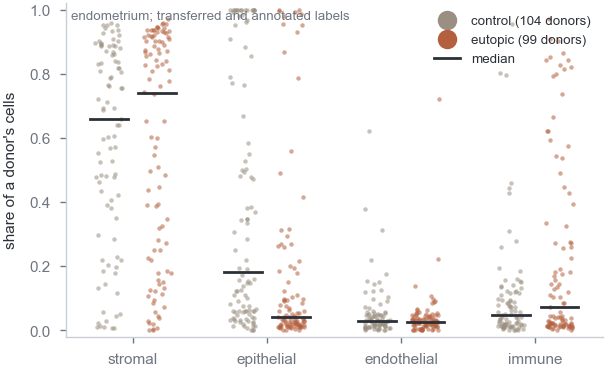 endometrium; transferred and annotated labels
control (104 donors)
eutopic (99 donors)
median
share of a donor's cells
1.0
0.8
0.6
0.4
0.2
0.0
stromal
epithelial
endothelial
immune